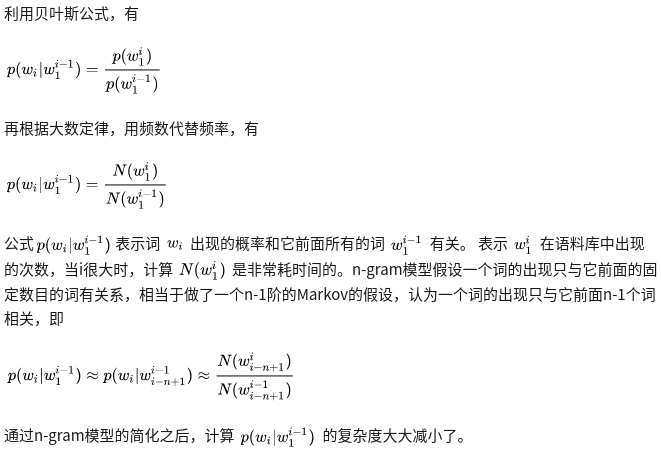 利用贝叶斯公式，有
p(w_i|w_1^{i-1}) = \frac{p(w_1^i)}{p(w_1^{i-1})}
再根据大数定律，用频数代替频率，有
p(w_i|w_1^{i-1}) = \frac{N(w_1^i)}{N(w_1^{i-1})}
公式 p(w_i|w_1^{i-1}) 表示词 w_i 出现的概率和它前面所有的词 w_1^{i-1} 有关。 表示 w_1^i 在语料库中出现
的次数，当i很大时，计算 N(w_1^i) 是非常耗时间的。n-gram模型假设一个词的出现只与它前面的固
定数目的词有关系，相当于做了一个n-1阶的Markov的假设，认为一个词的出现只与它前面n-1个词
相关，即
p(w_i|w_1^{i-1}) ≈ p(w_i|w_{i-n+1}^{i-1}) ≈ \frac{N(w_{i-n+1}^i)}{N(w_{i-n+1}^{i-1})}
通过n-gram模型的简化之后，计算 p(w_i|w_1^{i-1}) 的复杂度大大减小了。